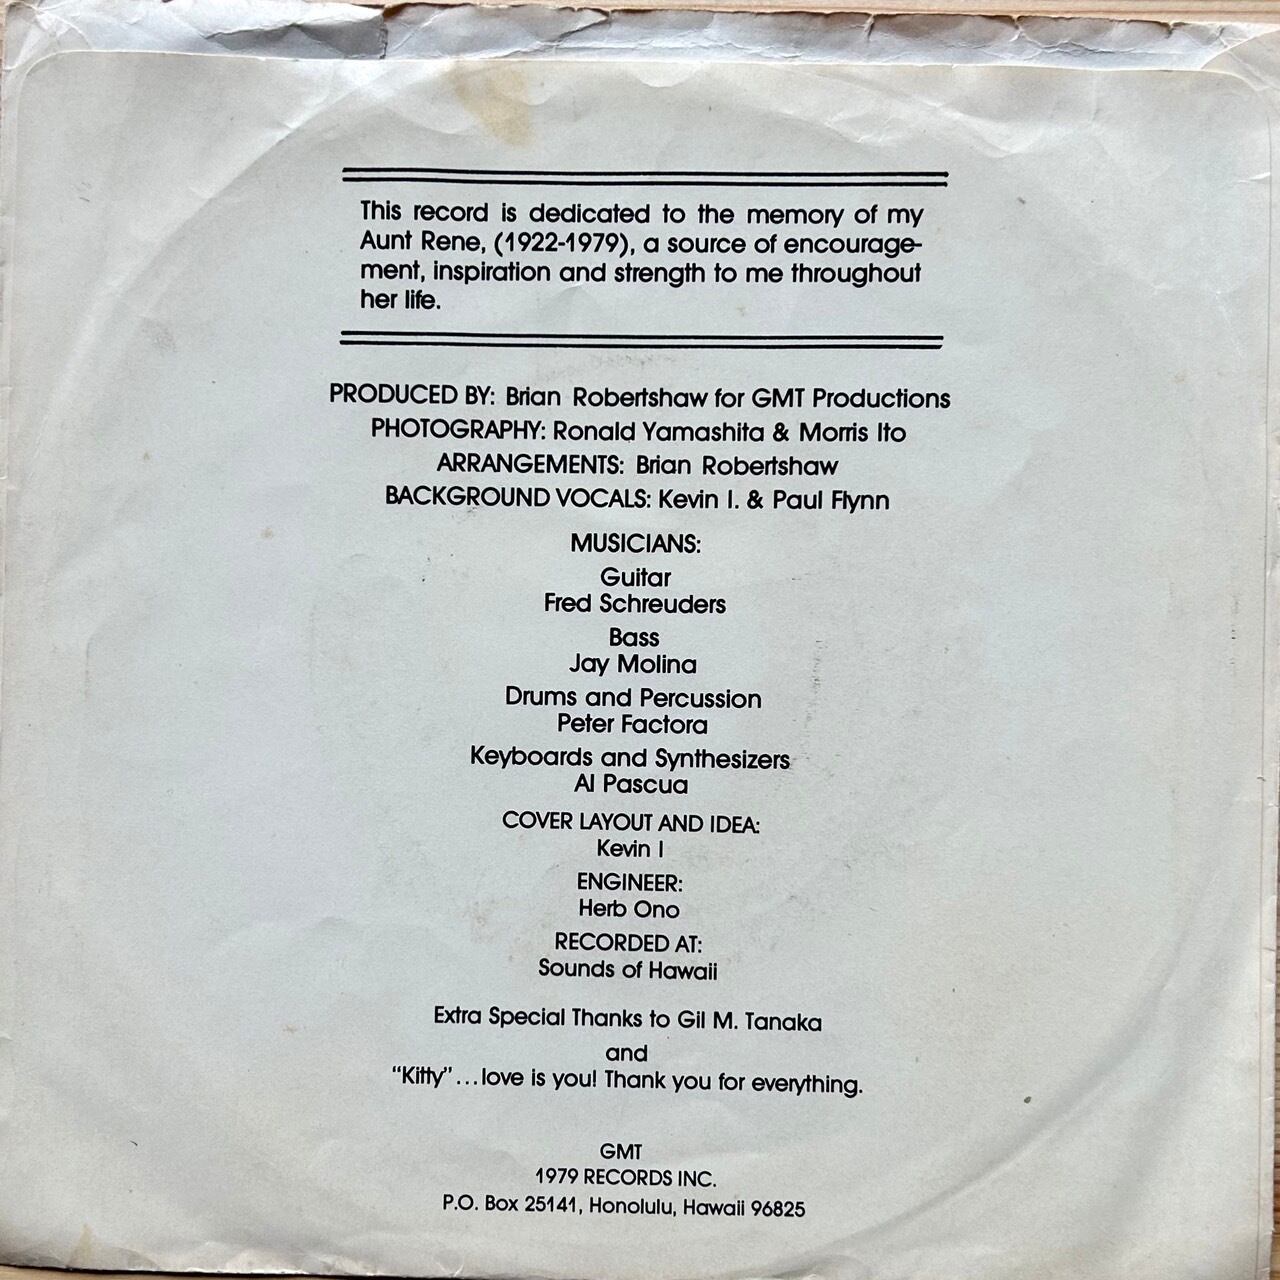 This record is dedicated to the memory of my
Aunt Rene, (1922-1979), a source of encourage-
ment, inspiration and strength to me throughout
her life.
PRODUCED BY: Brian Robertshaw for GMT Productions
PHOTOGRAPHY: Ronald Yamashita & Morris Ito
ARRANGEMENTS: Brian Robertshaw
BACKGROUND VOCALS: Kevin I. & Paul Flynn
MUSICIANS:
Guitar
Fred Schreuders
Bass
Jay Molina
Drums and Percussion
Peter Factora
Keyboards and Synthesizers
Al Pascua
COVER LAYOUT AND IDEA:
Kevin I
ENGINEER:
Herb Ono
RECORDED AT:
Sounds of Hawaii
Extra Special Thanks to Gil M. Tanaka
and
“Kitty”...love is you! Thank you for everything.
GMT
1979 RECORDS INC.
P.O. Box 25141, Honolulu, Hawaii 96825